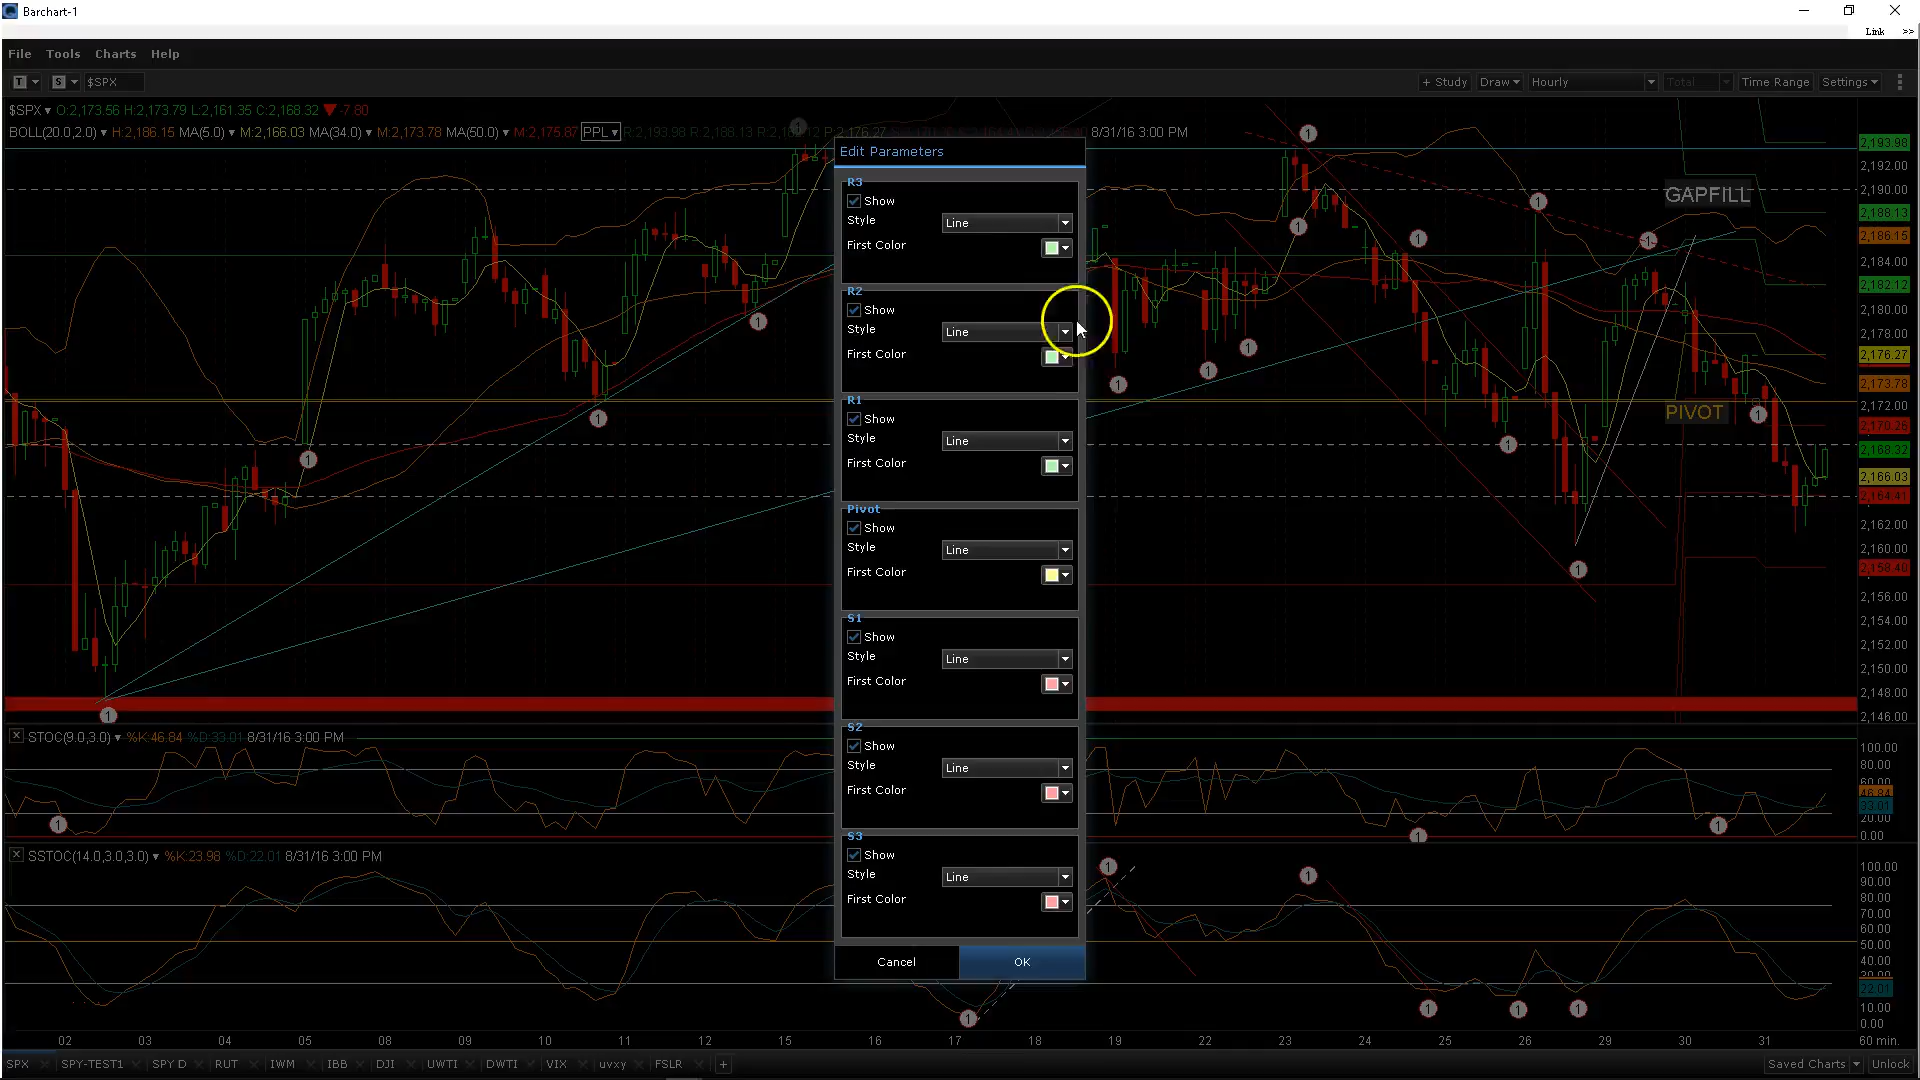 Barchart-1
Link >>
File Tools Charts Help
T S $SPX + Study Draw Hourly Total Time Range Settings
$SPX O:2,173.56 H:2,173.79 L:2,161.35 C:2,168.32 -7.80
BOLL(20.0,2.0) H:2,186.15 MA(5.0) M:2,166.03 MA(34.0) M:2,173.78 MA(50.0) M:2,175.87 PPL R:2,193.98 R:2,188.13 P:2,176.27 8/31/16 3:00 PM
Edit Parameters
R3
Show
Style Line
First Color
R2
Show
Style Line
First Color
R1
Show
Style Line
First Color
Pivot
Show
Style Line
First Color
S1
Show
Style Line
First Color
S2
Show
Style Line
First Color
S3
Show
Style Line
First Color
Cancel OK
GAPFILL
PIVOT
2,193.98
2,192.00
2,190.00
2,188.13
2,186.15
2,184.00
2,182.12
2,180.00
2,178.00
2,176.27
2,173.78
2,172.00
2,170.26
2,168.32
2,166.03
2,164.41
2,162.00
2,160.00
2,158.40
2,156.00
2,154.00
2,152.00
2,150.00
2,148.00
2,146.00
STOC(9.0,3.0) %K:46.84 %D:33.01 8/31/16 3:00 PM
100.00
80.00
60.00
46.84
33.01
20.00
0.00
SSTOC(14.0,3.0,3.0) %K:23.98 %D:22.01 8/31/16 3:00 PM
100.00
90.00
80.00
70.00
60.00
50.00
40.00
30.00
22.01
10.00
0.00
02 03 04 05 08 09 10 11 12 15 16 17 18 19 22 23 24 25 26 29 30 31 60 min.
SPX SPY-TEST1 SPY D RUT IWM IBB DJI UWTI DWTI VIX uvxy FSLR + Saved Charts Unlock